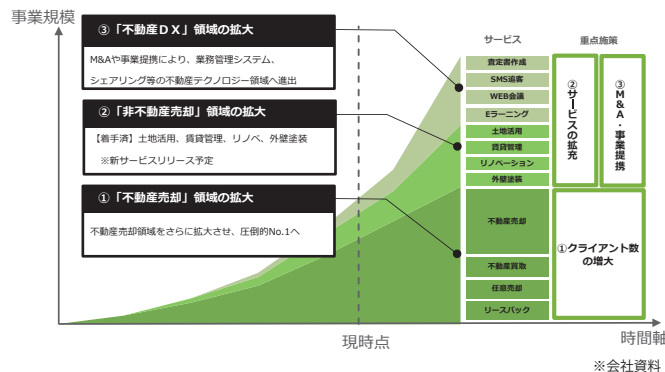 事業規模
③「不動産ＤＸ」領域の拡大
M&Aや事業提携により、業務管理システム、
シェアリング等の不動産テクノロジー領域へ進出
②「非不動産売却」領域の拡大
【着手済】土地活用、賃貸管理、リノベ、外壁塗装
※新サービスリリース予定
①「不動産売却」領域の拡大
不動産売却領域をさらに拡大させ、圧倒的No.1へ
サービス
査定書作成
SMS追客
WEB会議
Eラーニング
土地活用
賃貸管理
リノベーション
外壁塗装
不動産売却
不動産買取
任意売却
リースバック
重点施策
②サービスの拡充
③M&A・事業提携
①クライアント数
の増大
現時点
時間軸
※会社資料